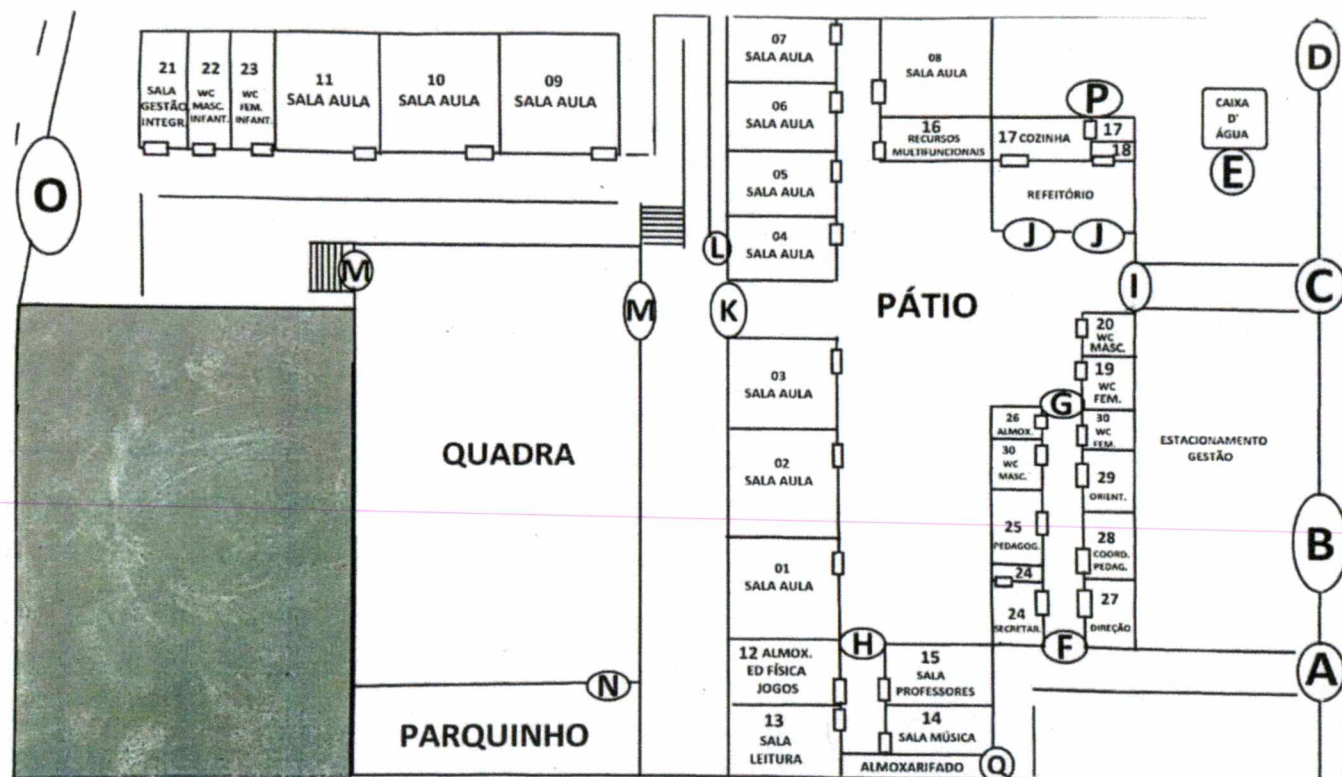 21
SALA
GESTÃO
INTEGR.
22
WC
MASC.
INFANT.
23
WC
FEM.
INFANT.
11
SALA AULA
10
SALA AULA
09
SALA AULA
07
SALA AULA
06
SALA AULA
05
SALA AULA
04
SALA AULA
08
SALA AULA
16
RECURSOS
MULTIFUNCIONAIS
17 COZINHA
P
17
18
REFEITÓRIO
J
J
CAIXA
D'
ÁGUA
E
D
O
M
M
L
K
PÁTIO
I
C
03
SALA AULA
02
SALA AULA
01
SALA AULA
QUADRA
20
WC
MASC.
19
WC
FEM.
G
26
ALMOX.
30
WC
MASC.
30
WC
FEM.
29
ORIENT.
25
PEDAGOG.
28
COORD.
PEDAG.
24
24
SECRETAR.
27
DIREÇÃO
ESTACIONAMENTO
GESTÃO
B
F
A
H
12 ALMOX.
ED FÍSICA
JOGOS
15
SALA
PROFESSORES
13
SALA
LEITURA
14
SALA MÚSICA
ALMOXARIFADO
Q
N
PARQUINHO